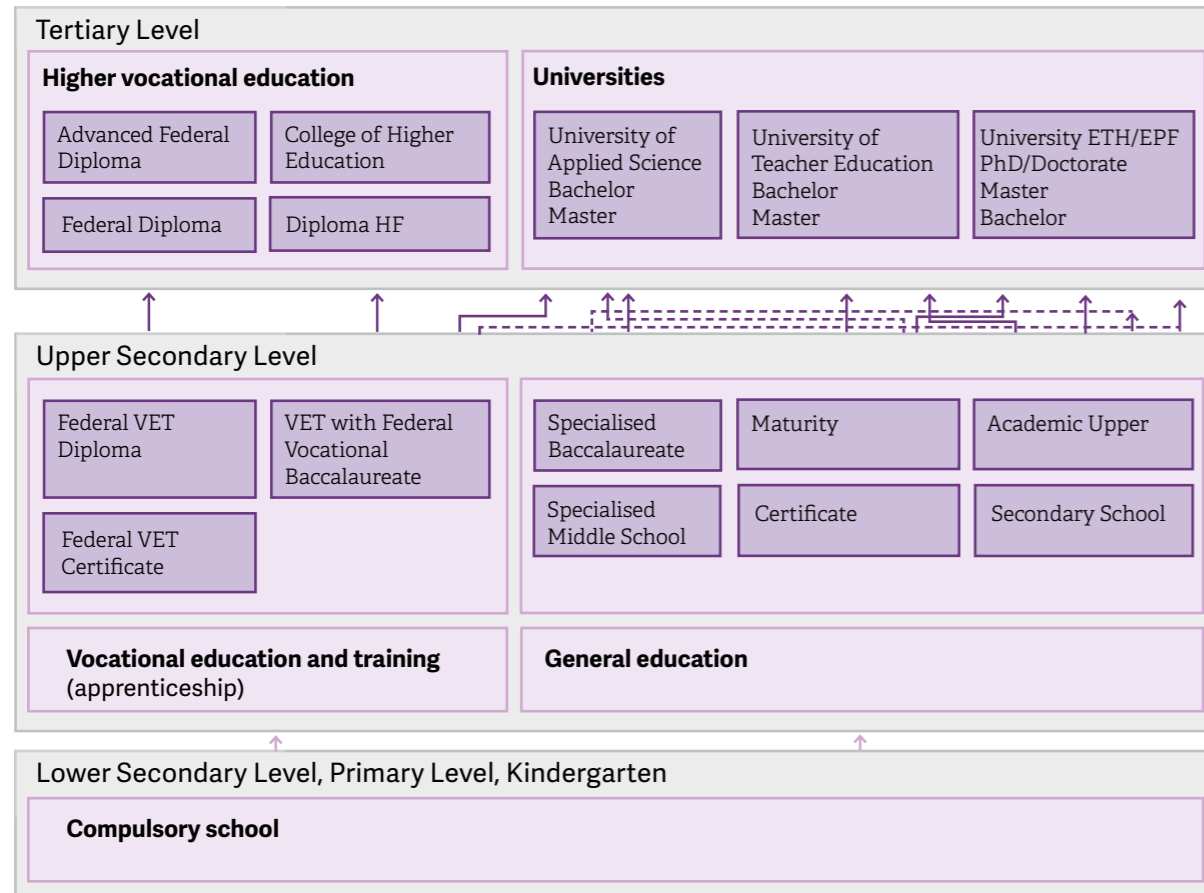 Tertiary Level
Higher vocational education
Advanced Federal
Diploma
College of Higher
Education
Federal Diploma
Diploma HF
Universities
University of
Applied Science
Bachelor
Master
University of
Teacher Education
Bachelor
Master
University ETH/EPF
PhD/Doctorate
Master
Bachelor
Upper Secondary Level
Federal VET
Diploma
VET with Federal
Vocational
Baccalaureate
Federal VET
Certificate
Specialised
Baccalaureate
Maturity
Academic Upper
Specialised
Middle School
Certificate
Secondary School
Vocational education and training
(apprenticeship)
General education
Lower Secondary Level, Primary Level, Kindergarten
Compulsory school